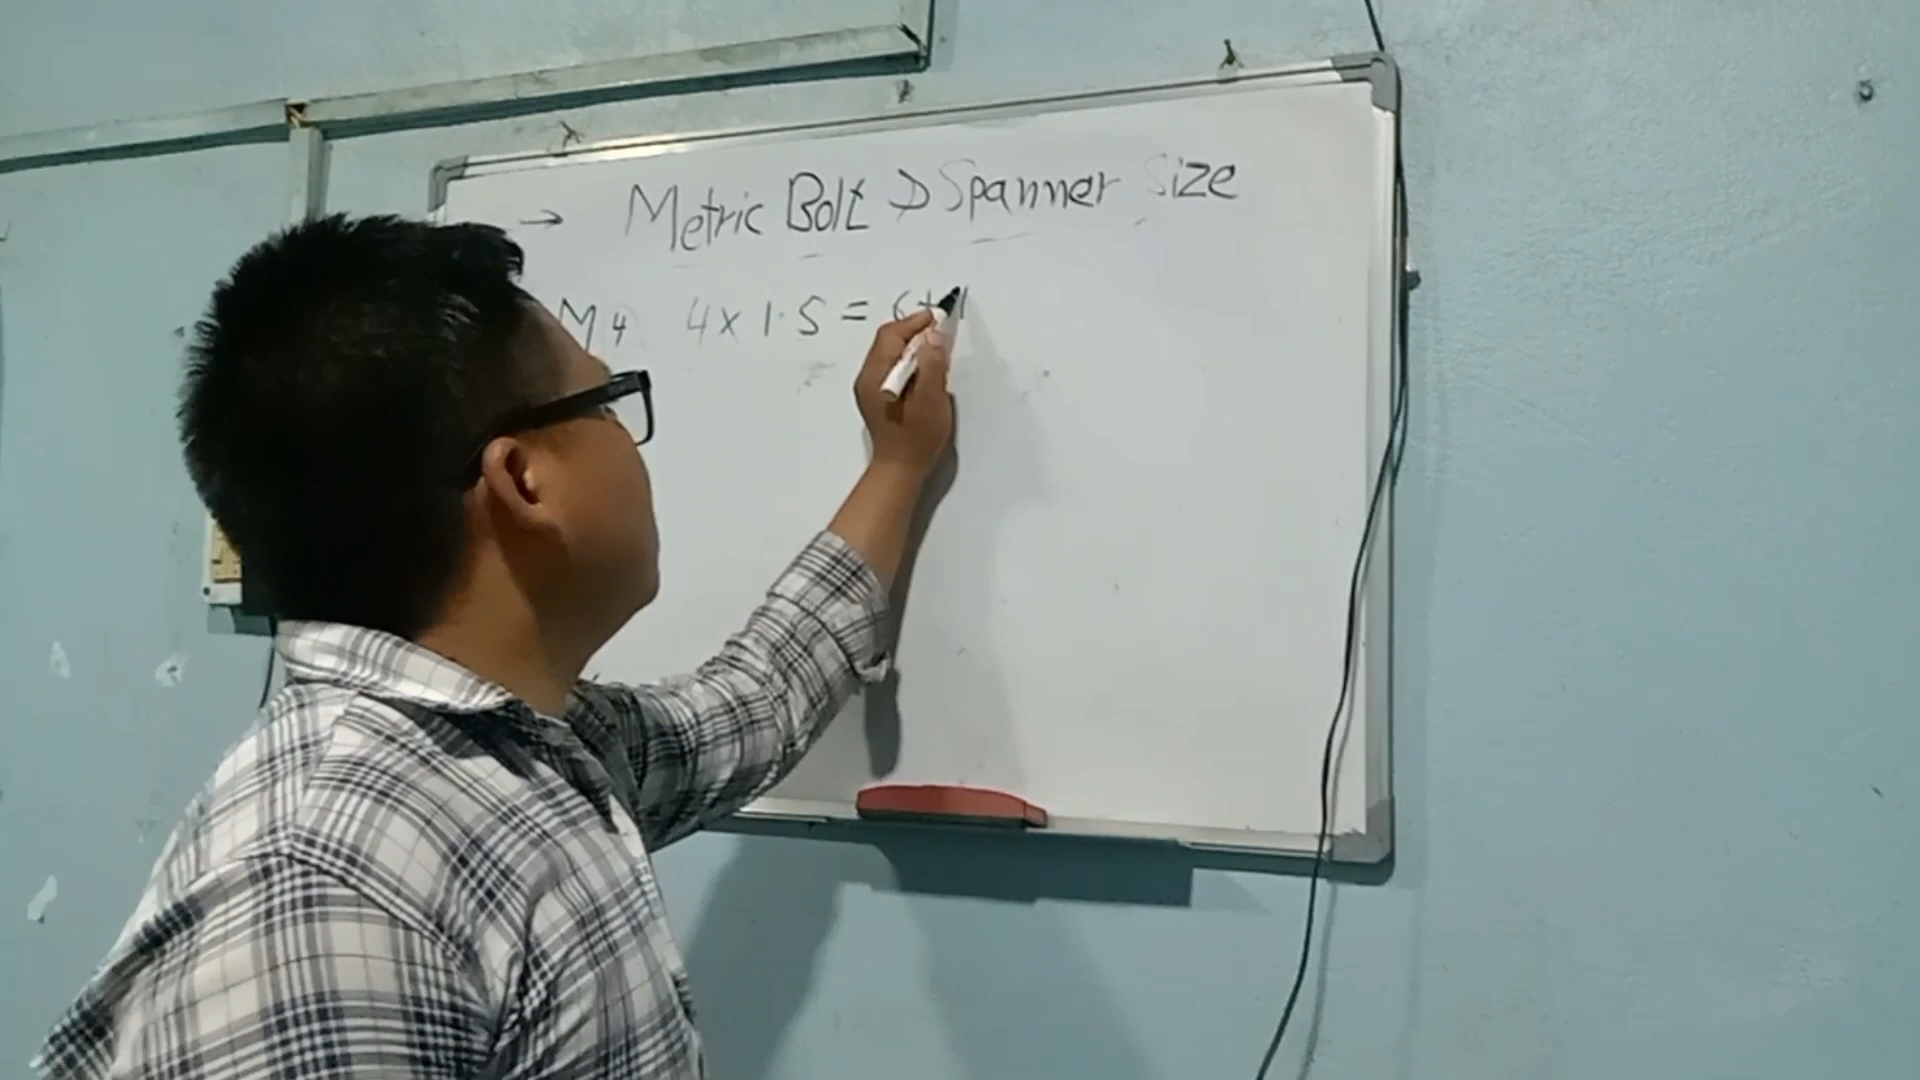 → Metric Bolt > Spanner Size
M4 4 x 1.5 = 6+1